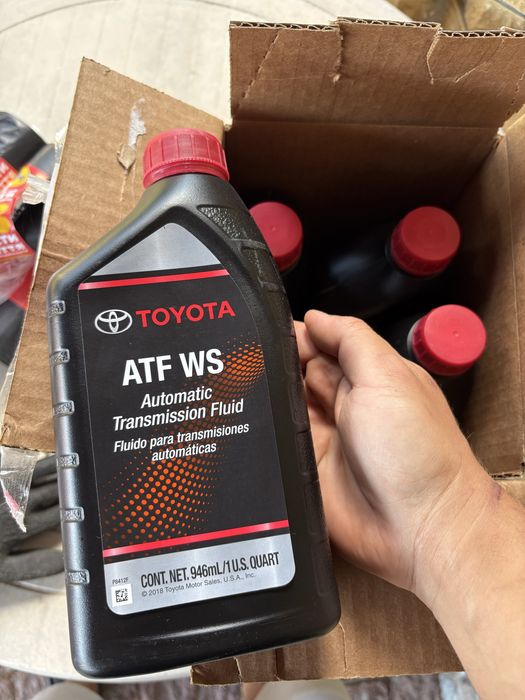 TOYOTA
ATF WS
Automatic
Transmission Fluid
Fluido para transmisiones
automáticas
P8412F
CONT. NET. 946mL/1 U.S. QUART
© 2018 Toyota Motor Sales, U.S.A., Inc.